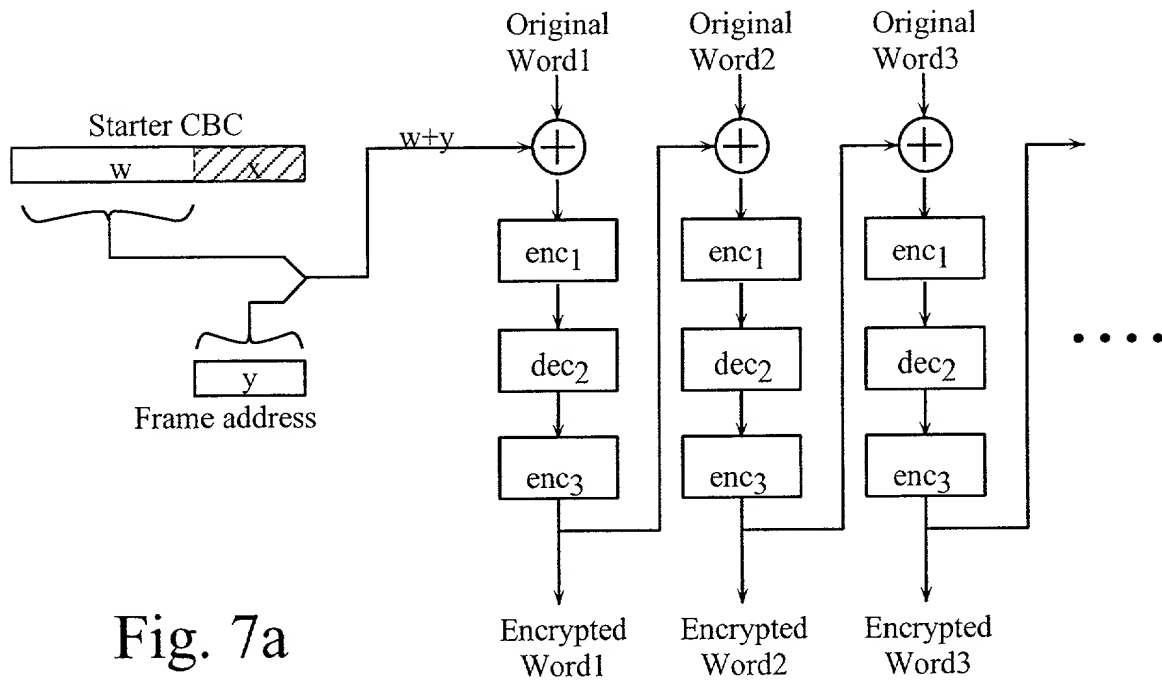 Original Word1
Original Word2
Original Word3
Starter CBC
w
x
w+y
y
Frame address
enc1
enc1
enc1
dec2
dec2
dec2
enc3
enc3
enc3
Encrypted Word1
Encrypted Word2
Encrypted Word3
Fig. 7a